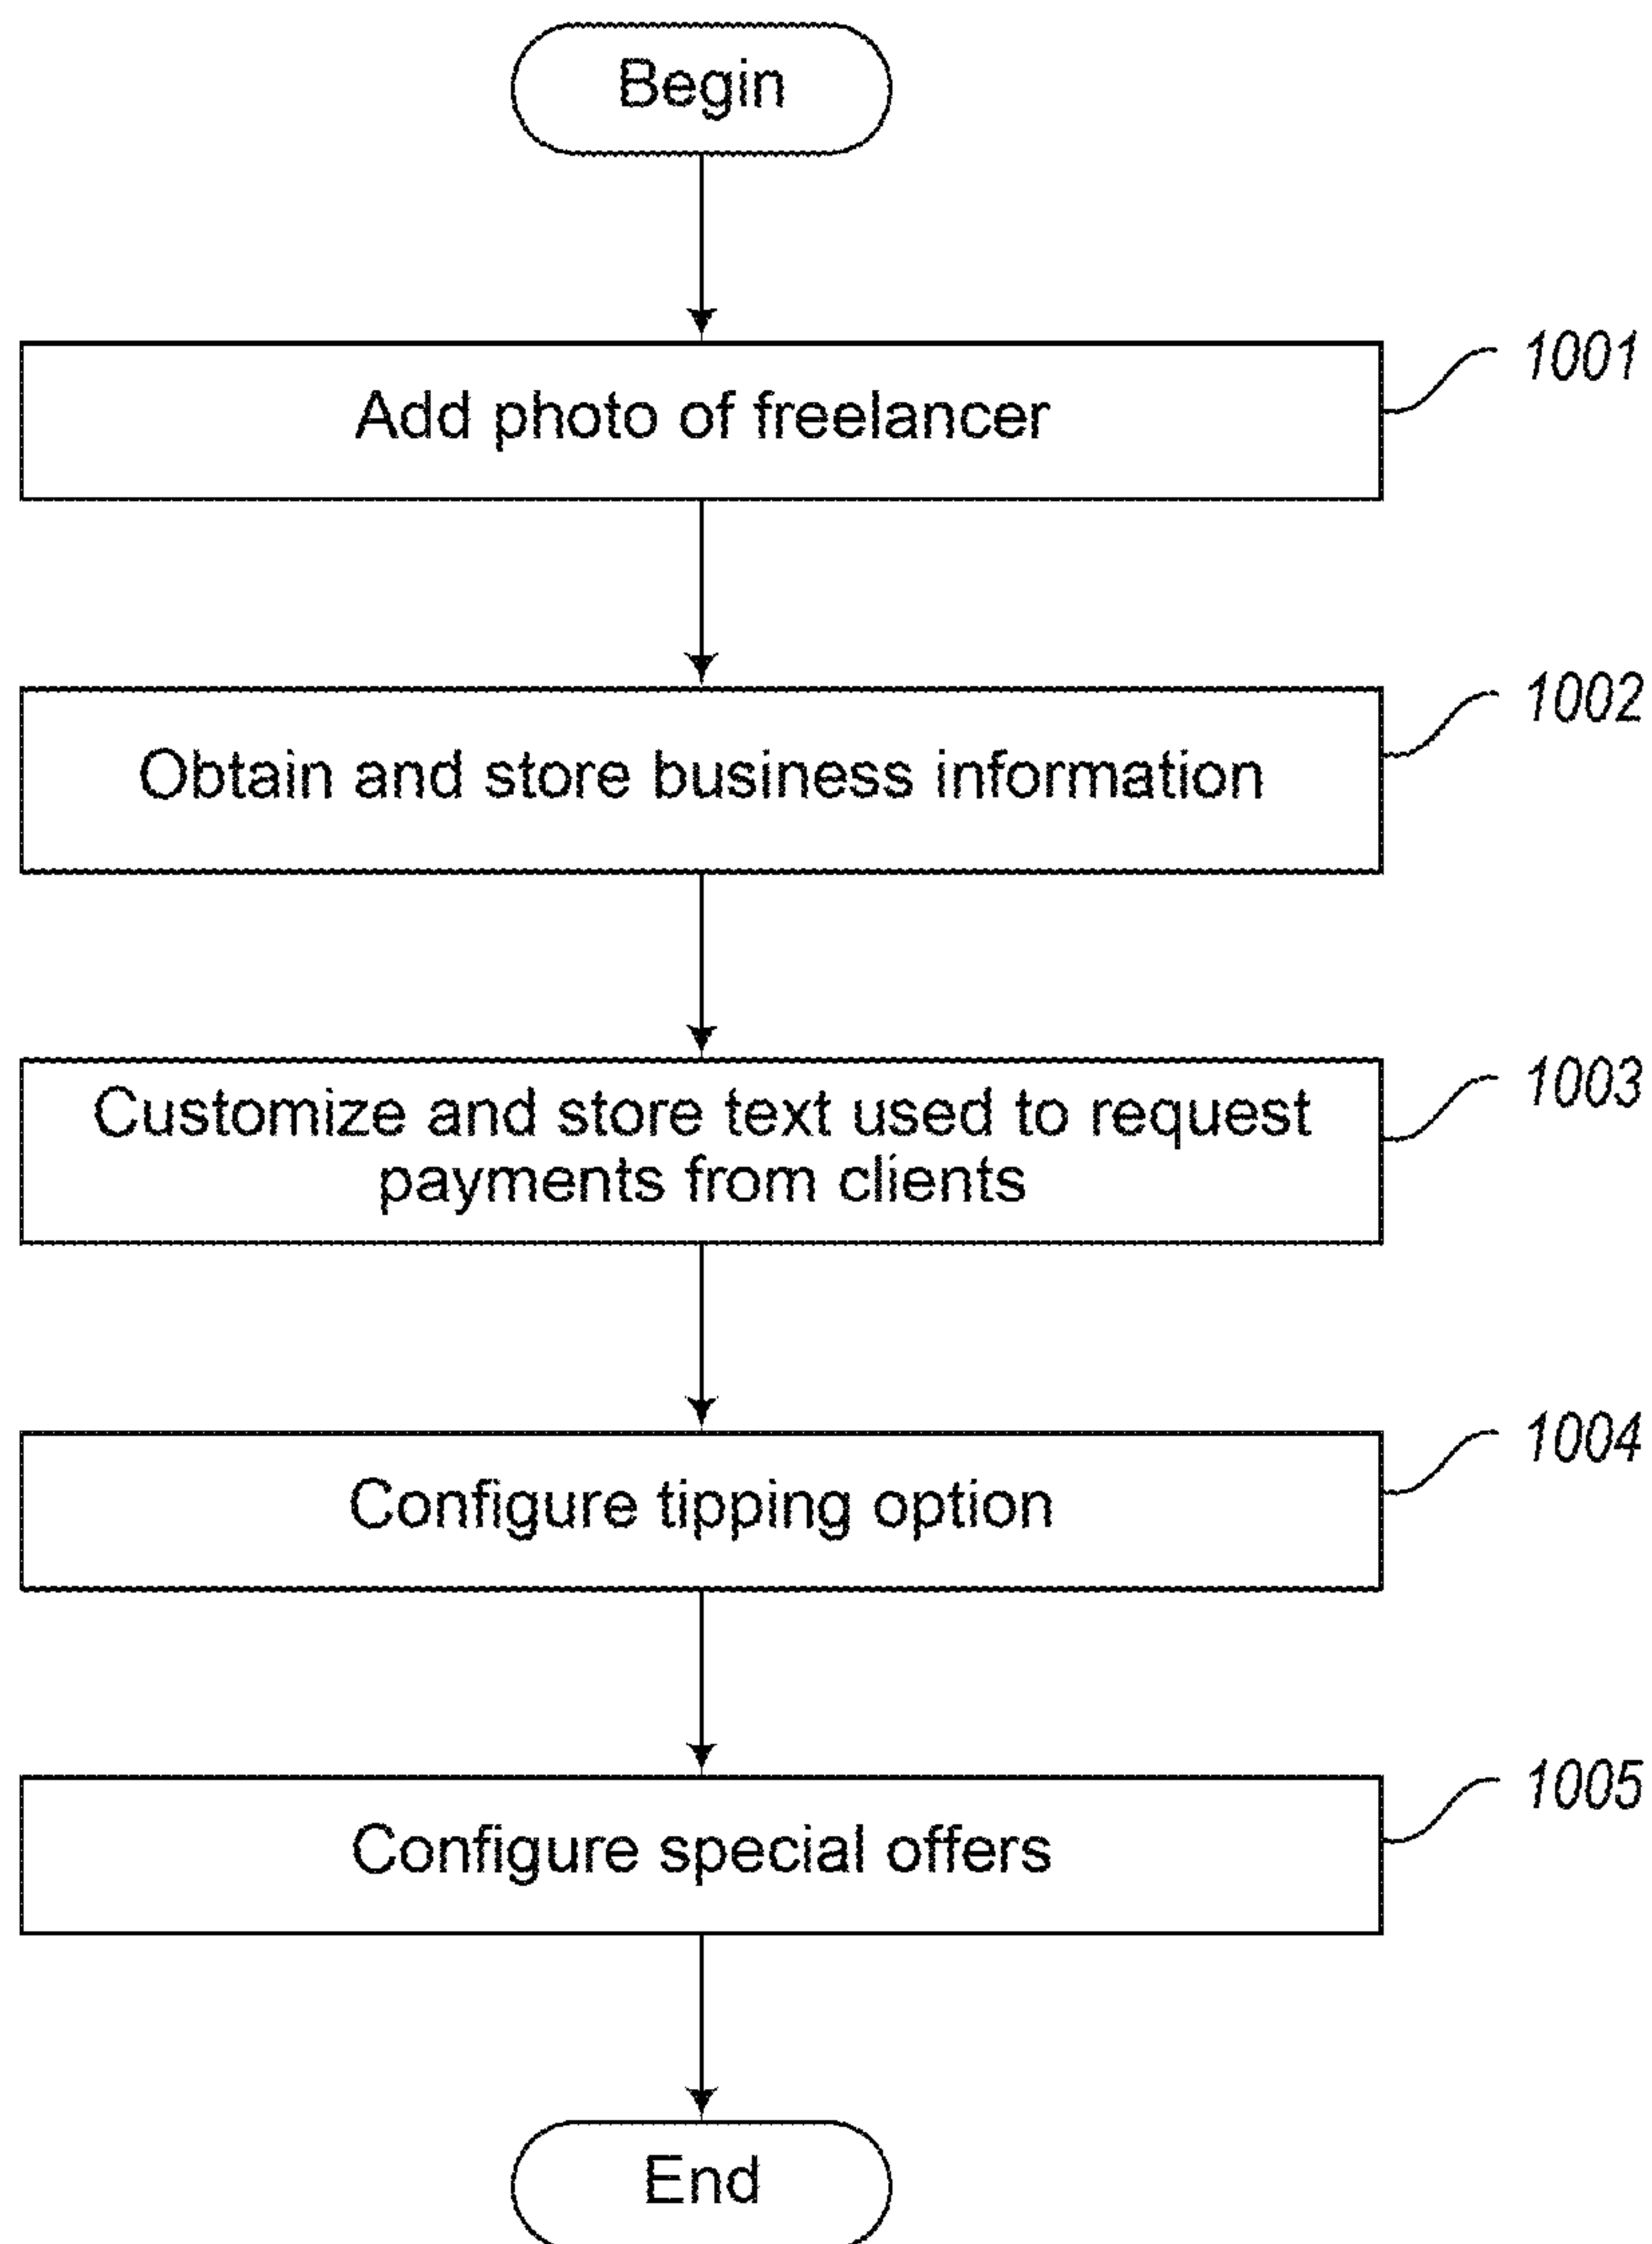 Begin
Add photo of freelancer
1001
Obtain and store business information
1002
Customize and store text used to request
payments from clients
1003
Configure tipping option
1004
Configure special offers
1005
End